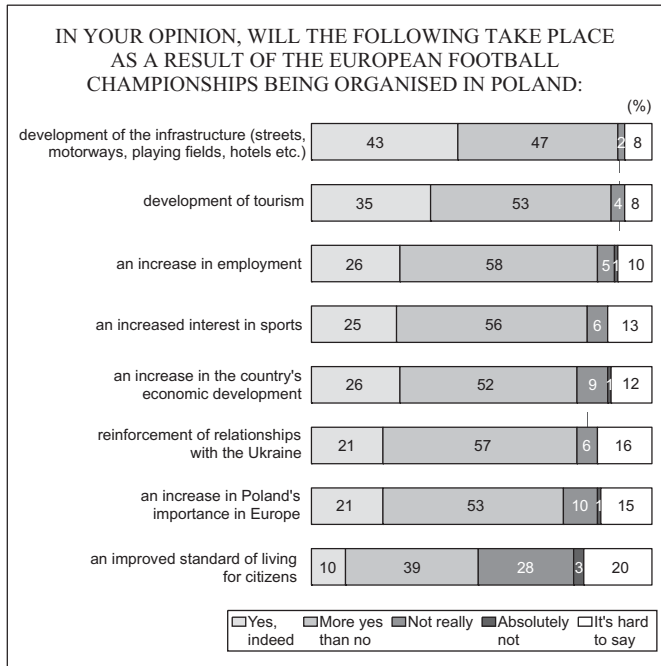 IN YOUR OPINION, WILL THE FOLLOWING TAKE PLACE
AS A RESULT OF THE EUROPEAN FOOTBALL
CHAMPIONSHIPS BEING ORGANISED IN POLAND:
(%)
development of the infrastructure (streets,
motorways, playing fields, hotels etc.)
43 47 2 8
development of tourism
35 53 4 8
an increase in employment
26 58 5 1 10
an increased interest in sports
25 56 6 13
an increase in the country's
economic development
26 52 9 1 12
reinforcement of relationships
with the Ukraine
21 57 6 16
an increase in Poland's
importance in Europe
21 53 10 1 15
an improved standard of living
for citizens
10 39 28 3 20
Yes,
indeed
More yes
than no
Not really
Absolutely
not
It's hard
to say